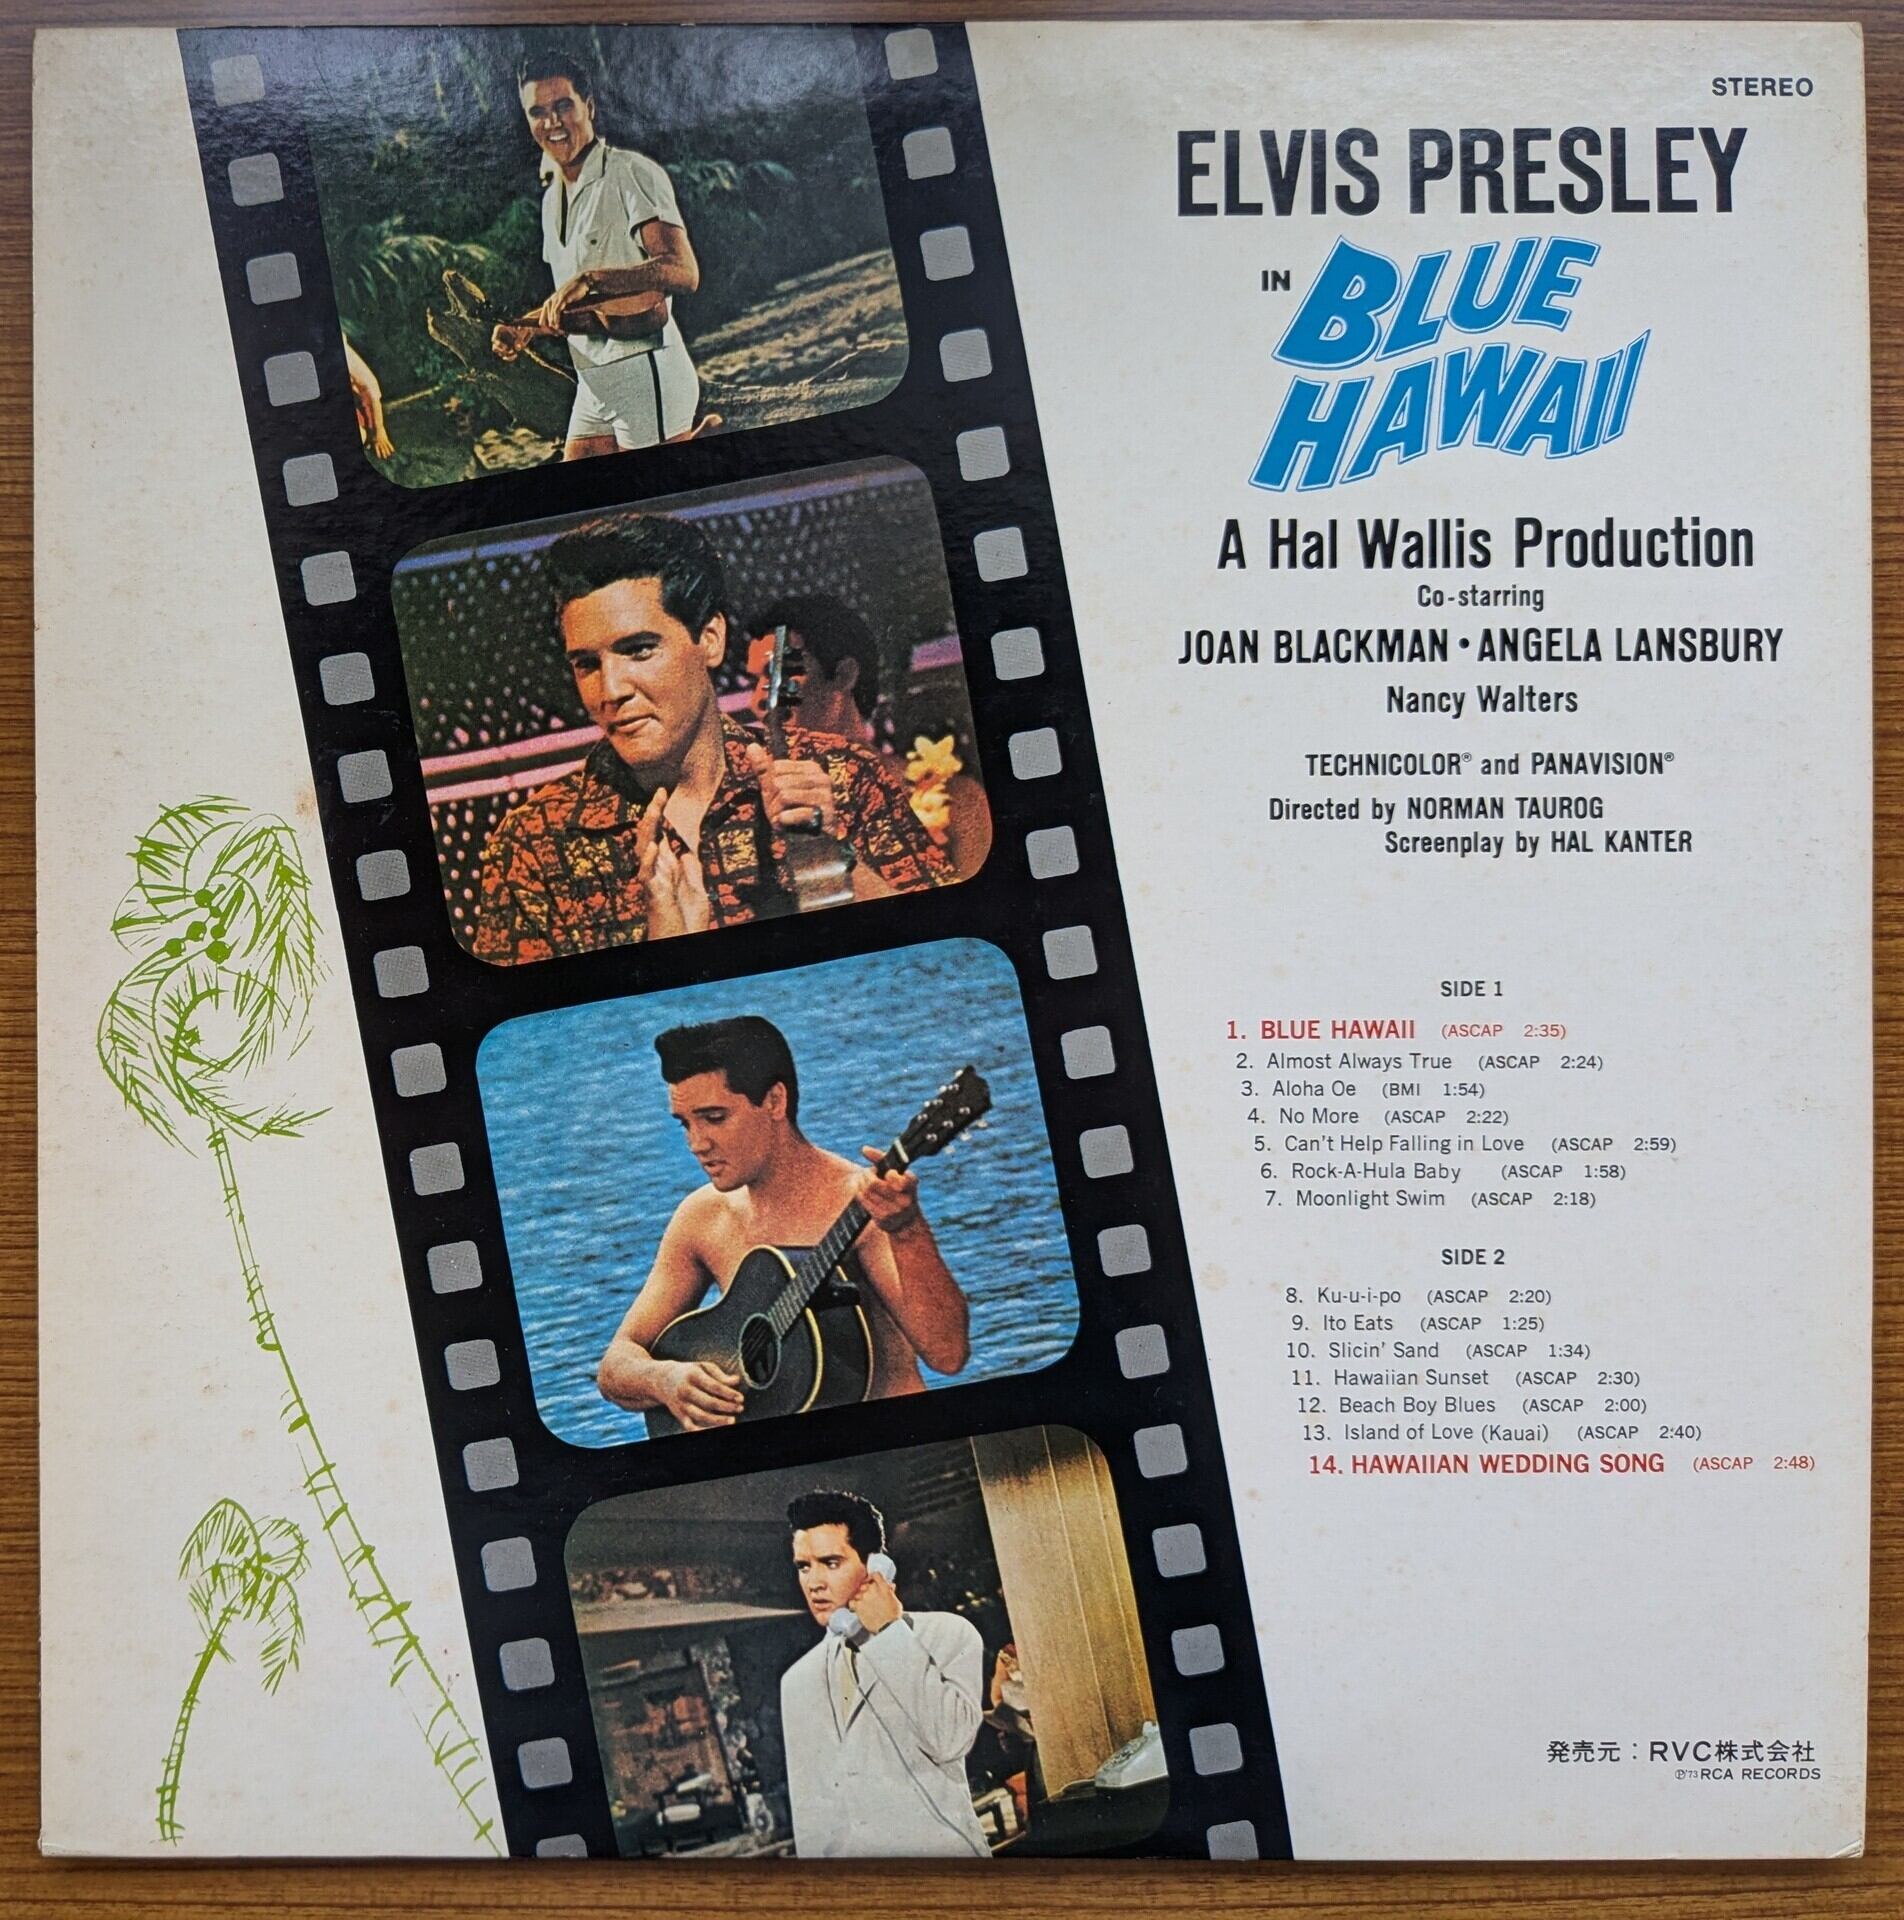 STEREO
ELVIS PRESLEY
IN BLUE
HAWAII
A Hal Wallis Production
Co-starring
JOAN BLACKMAN • ANGELA LANSBURY
Nancy Walters
TECHNICOLOR® and PANAVISION®
Directed by NORMAN TAUROG
Screenplay by HAL KANTER
SIDE 1
1. BLUE HAWAII (ASCAP 2:35)
2. Almost Always True (ASCAP 2:24)
3. Aloha Oe (BMI 1:54)
4. No More (ASCAP 2:22)
5. Can't Help Falling in Love (ASCAP 2:59)
6. Rock-A-Hula Baby (ASCAP 1:58)
7. Moonlight Swim (ASCAP 2:18)
SIDE 2
8. Ku-u-i-po (ASCAP 2:20)
9. Ito Eats (ASCAP 1:25)
10. Slicin' Sand (ASCAP 1:34)
11. Hawaiian Sunset (ASCAP 2:30)
12. Beach Boy Blues (ASCAP 2:00)
13. Island of Love (Kauai) (ASCAP 2:40)
14. HAWAIIAN WEDDING SONG (ASCAP 2:48)
発売元：RVC株式会社
℗'73 RCA RECORDS